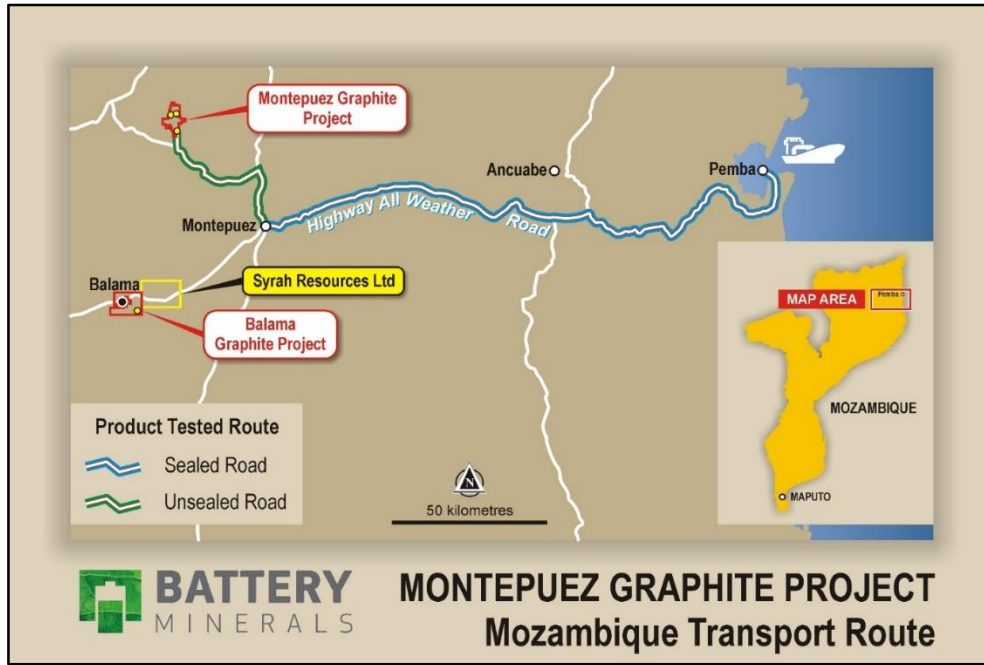 Montepuez Graphite
Project
Ancuabe
Pemba
Highway All Weather Road
Montepuez
Balama
Syrah Resources Ltd
Balama
Graphite Project
MAP AREA
Pemba
MOZAMBIQUE
MAPUTO
Product Tested Route
Sealed Road
Unsealed Road
N
50 kilometres
BATTERY
MINERALS
MONTEPUEZ GRAPHITE PROJECT
Mozambique Transport Route